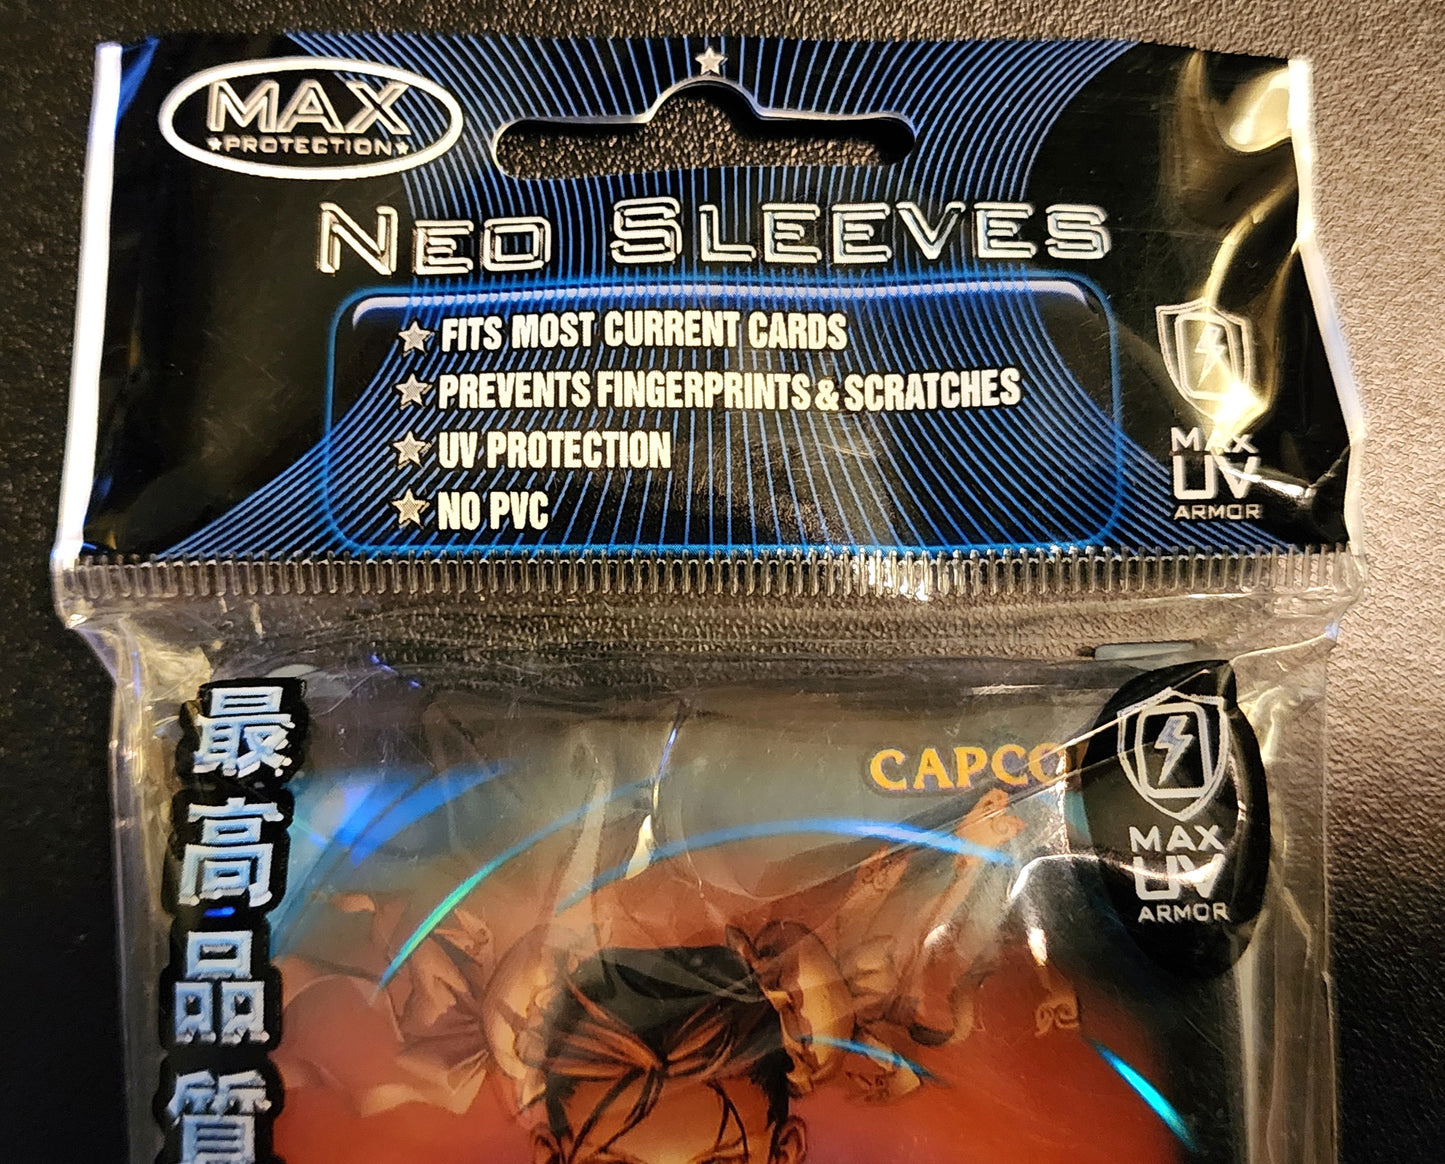 MAX
PROTECTION
NEO SLEEVES
FITS MOST CURRENT CARDS
PREVENTS FINGERPRINTS & SCRATCHES
UV PROTECTION
NO PVC
MAX
UV
ARMOR
最高品質
CAPCO
MAX
UV
ARMOR